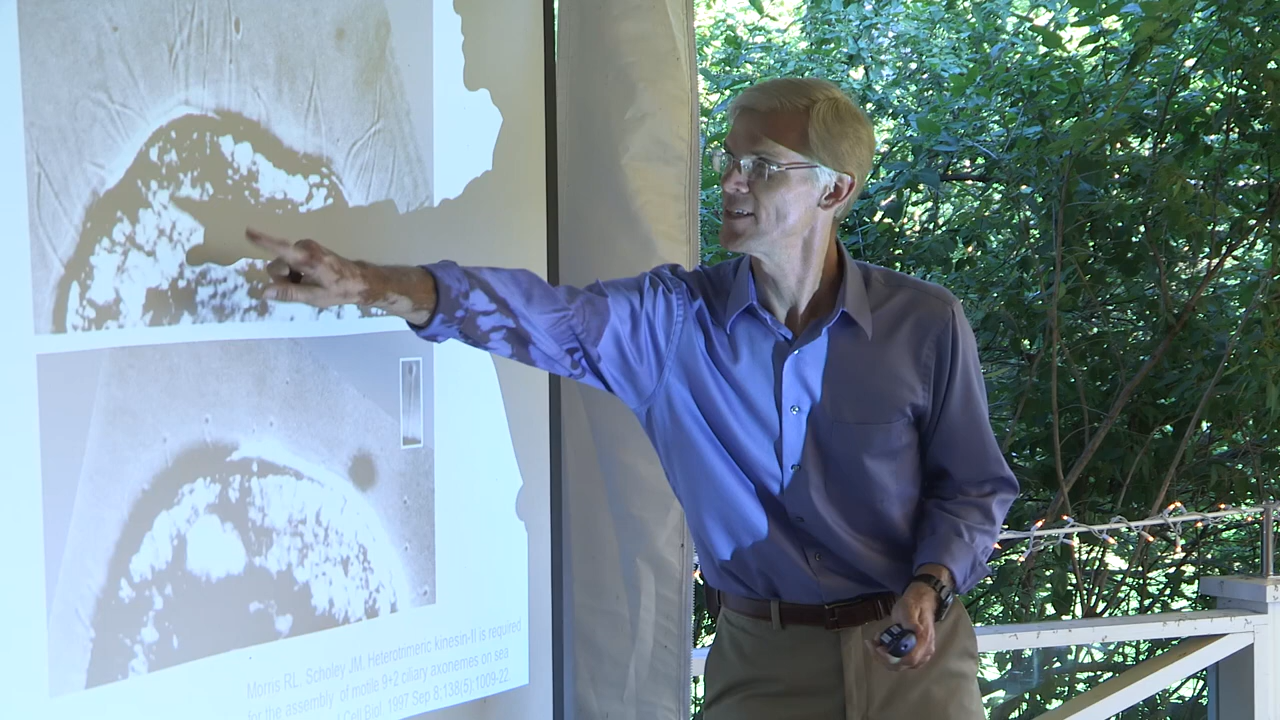 Morris RL, Scholey JM. Heterotrimeric kinesin-II is required
for the assembly of motile 9+2 ciliary axonemes on sea
Cell Biol. 1997 Sep 8;138(5):1009-22.